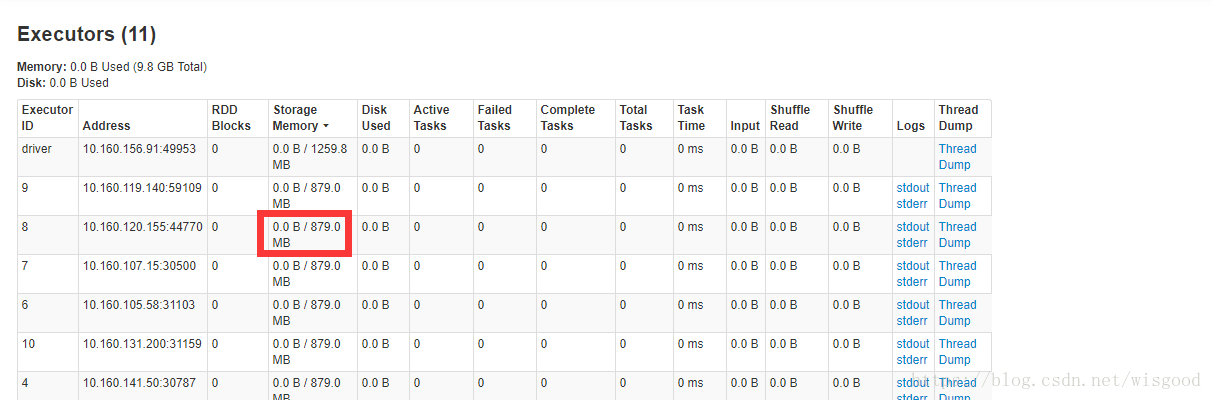 Executors (11)
Memory: 0.0 B Used (9.8 GB Total)
Disk: 0.0 B Used
Executor ID Address RDD Blocks Storage Memory Disk Used Active Tasks Failed Tasks Complete Tasks Total Tasks Task Time Input Shuffle Read Shuffle Write Logs Thread Dump
driver 10.160.156.91:49953 0 0.0 B / 1259.8 MB 0.0 B 0 0 0 0 0 ms 0.0 B 0.0 B 0.0 B Thread Dump
9 10.160.119.140:59109 0 0.0 B / 879.0 MB 0.0 B 0 0 0 0 0 ms 0.0 B 0.0 B 0.0 B stdout stderr Thread Dump
8 10.160.120.155:44770 0 0.0 B / 879.0 MB 0.0 B 0 0 0 0 0 ms 0.0 B 0.0 B 0.0 B stdout stderr Thread Dump
7 10.160.107.15:30500 0 0.0 B / 879.0 MB 0.0 B 0 0 0 0 0 ms 0.0 B 0.0 B 0.0 B stdout stderr Thread Dump
6 10.160.105.58:31103 0 0.0 B / 879.0 MB 0.0 B 0 0 0 0 0 ms 0.0 B 0.0 B 0.0 B stdout stderr Thread Dump
10 10.160.131.200:31159 0 0.0 B / 879.0 MB 0.0 B 0 0 0 0 0 ms 0.0 B 0.0 B 0.0 B stdout stderr Thread Dump
4 10.160.141.50:30787 0 0.0 B / 879.0 MB 0.0 B 0 0 0 0 0 ms 0.0 B 0.0 B 0.0 B stdout stderr Thread Dump
https://blog.csdn.net/wisgood